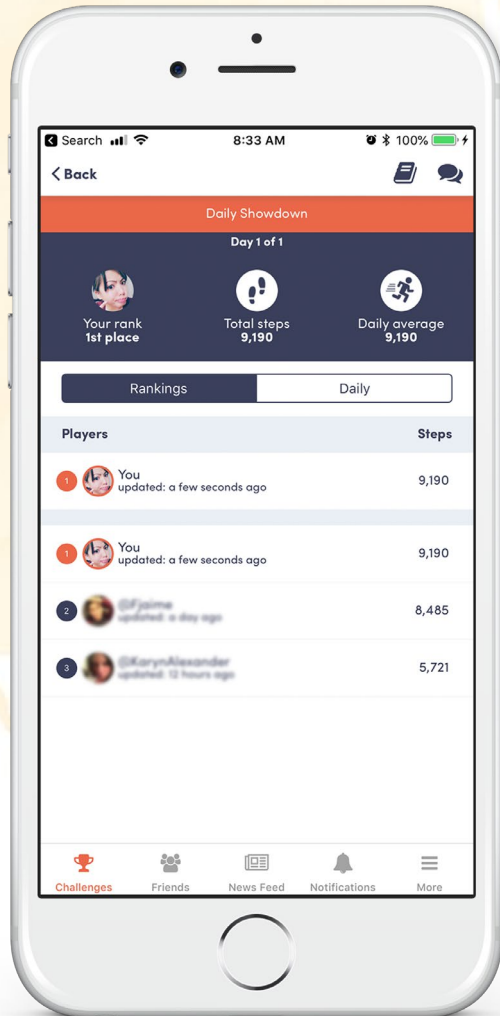 Search 8:33 AM 100%
Back
Daily Showdown
Day 1 of 1
Your rank Total steps Daily average
1st place 9,190 9,190
Rankings Daily
Players Steps
1 You 9,190
updated: a few seconds ago
1 You 9,190
updated: a few seconds ago
2 8,485
3 5,721
Challenges Friends News Feed Notifications More